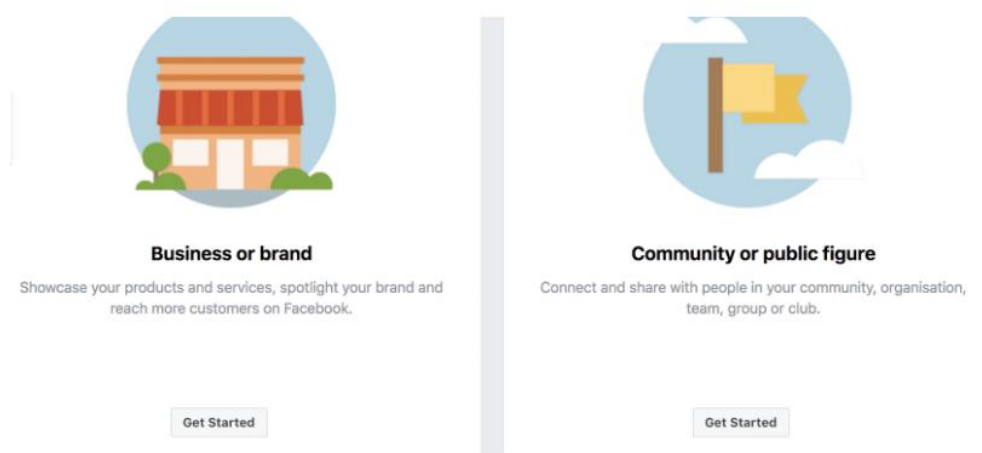 Business or brand
Showcase your products and services, spotlight your brand and
reach more customers on Facebook.
Get Started
Community or public figure
Connect and share with people in your community, organisation,
team, group or club.
Get Started